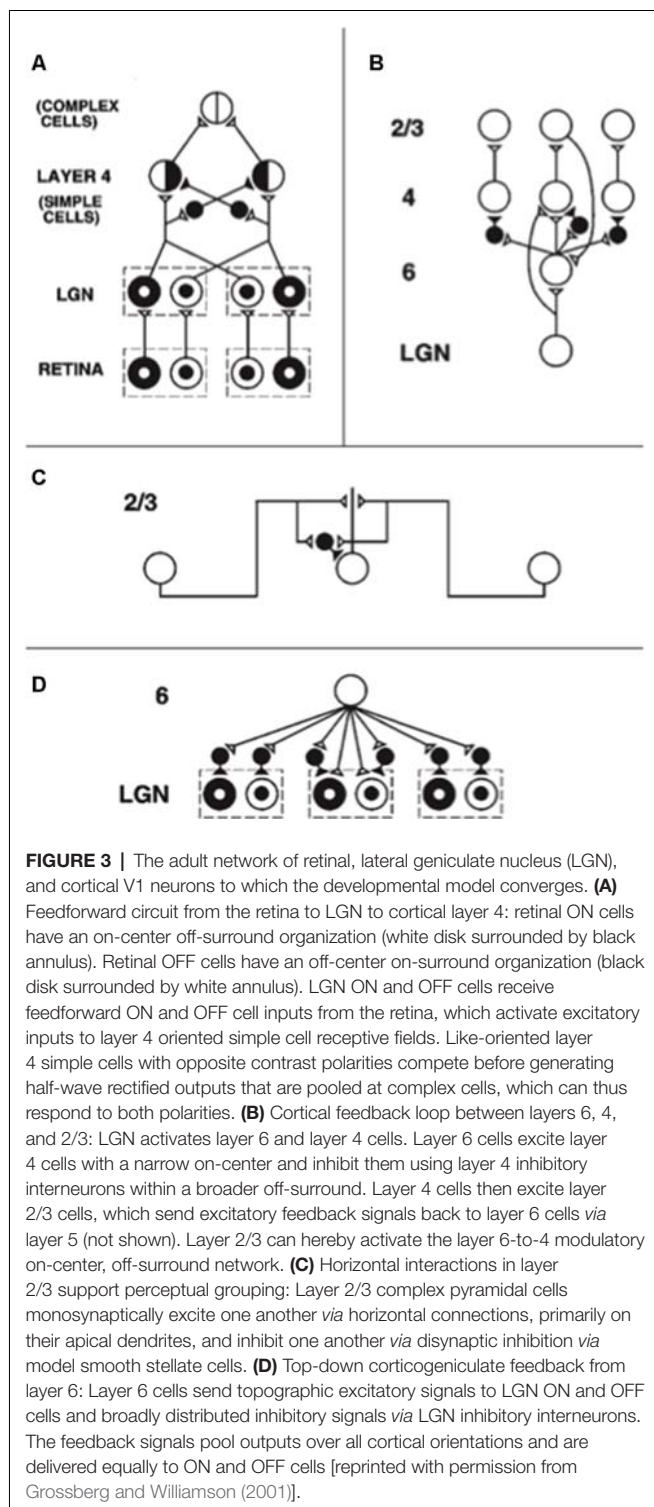 A
(COMPLEX
CELLS)
LAYER 4
(SIMPLE
CELLS)
LGN
RETINA
B
2/3
4
6
LGN
C
2/3
D
6
LGN
FIGURE 3 | The adult network of retinal, lateral geniculate nucleus (LGN),
and cortical V1 neurons to which the developmental model converges. (A)
Feedforward circuit from the retina to LGN to cortical layer 4: retinal ON cells
have an on-center off-surround organization (white disk surrounded by black
annulus). Retinal OFF cells have an off-center on-surround organization (black
disk surrounded by white annulus). LGN ON and OFF cells receive
feedforward ON and OFF cell inputs from the retina, which activate excitatory
inputs to layer 4 oriented simple cell receptive fields. Like-oriented layer
4 simple cells with opposite contrast polarities compete before generating
half-wave rectified outputs that are pooled at complex cells, which can thus
respond to both polarities. (B) Cortical feedback loop between layers 6, 4,
and 2/3: LGN activates layer 6 and layer 4 cells. Layer 6 cells excite layer
4 cells with a narrow on-center and inhibit them using layer 4 inhibitory
interneurons within a broader off-surround. Layer 4 cells then excite layer
2/3 cells, which send excitatory feedback signals back to layer 6 cells via
layer 5 (not shown). Layer 2/3 can hereby activate the layer 6-to-4 modulatory
on-center, off-surround network. (C) Horizontal interactions in layer
2/3 support perceptual grouping: Layer 2/3 complex pyramidal cells
monosynaptically excite one another via horizontal connections, primarily on
their apical dendrites, and inhibit one another via disynaptic inhibition via
model smooth stellate cells. (D) Top-down corticogeniculate feedback from
layer 6: Layer 6 cells send topographic excitatory signals to LGN ON and OFF
cells and broadly distributed inhibitory signals via LGN inhibitory interneurons.
The feedback signals pool outputs over all cortical orientations and are
delivered equally to ON and OFF cells [reprinted with permission from
Grossberg and Williamson (2001)].